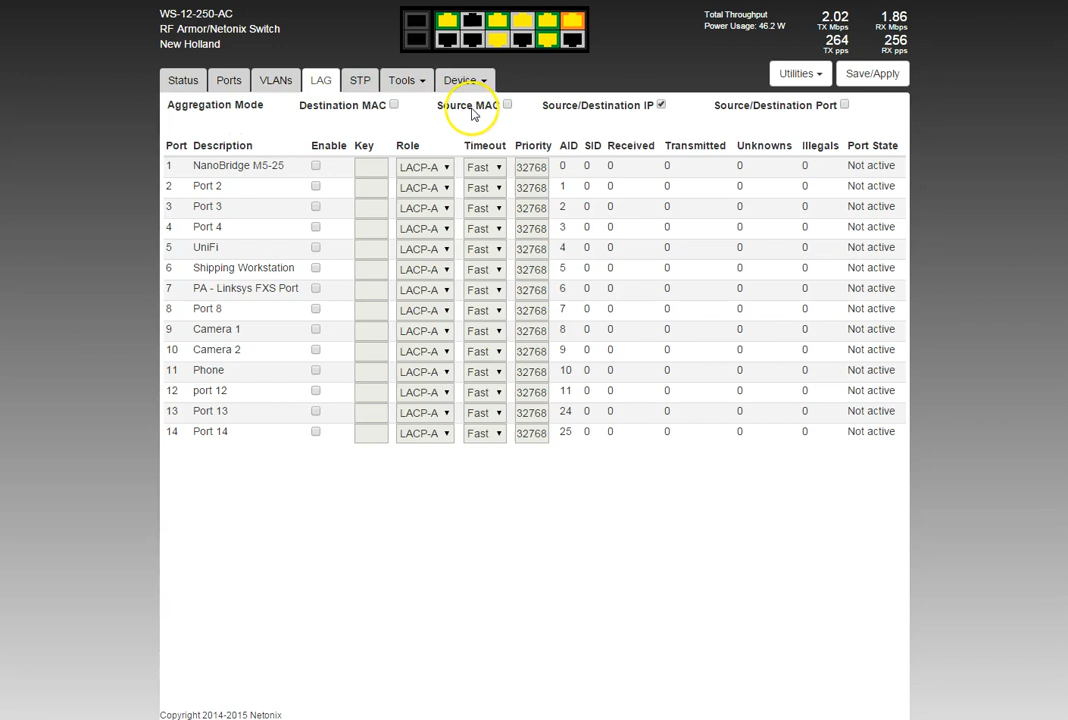 WS-12-250-AC
RF Armor/Netonix Switch
New Holland
Total Throughput 2.02 1.86
Power Usage: 46.2 W TX Mbps RX Mbps
264 256
TX pps RX pps
Status Ports VLANs LAG STP Tools Device Utilities Save/Apply
Aggregation Mode Destination MAC Source MAC Source/Destination IP Source/Destination Port
Port Description Enable Key Role Timeout Priority AID SID Received Transmitted Unknowns Illegals Port State
1 NanoBridge M5-25 LACP-A Fast 32768 0 0 0 0 0 0 Not active
2 Port 2 LACP-A Fast 32768 1 0 0 0 0 0 Not active
3 Port 3 LACP-A Fast 32768 2 0 0 0 0 0 Not active
4 Port 4 LACP-A Fast 32768 3 0 0 0 0 0 Not active
5 UniFi LACP-A Fast 32768 4 0 0 0 0 0 Not active
6 Shipping Workstation LACP-A Fast 32768 5 0 0 0 0 0 Not active
7 PA - Linksys FXS Port LACP-A Fast 32768 6 0 0 0 0 0 Not active
8 Port 8 LACP-A Fast 32768 7 0 0 0 0 0 Not active
9 Camera 1 LACP-A Fast 32768 8 0 0 0 0 0 Not active
10 Camera 2 LACP-A Fast 32768 9 0 0 0 0 0 Not active
11 Phone LACP-A Fast 32768 10 0 0 0 0 0 Not active
12 port 12 LACP-A Fast 32768 11 0 0 0 0 0 Not active
13 Port 13 LACP-A Fast 32768 24 0 0 0 0 0 Not active
14 Port 14 LACP-A Fast 32768 25 0 0 0 0 0 Not active
Copyright 2014-2015 Netonix